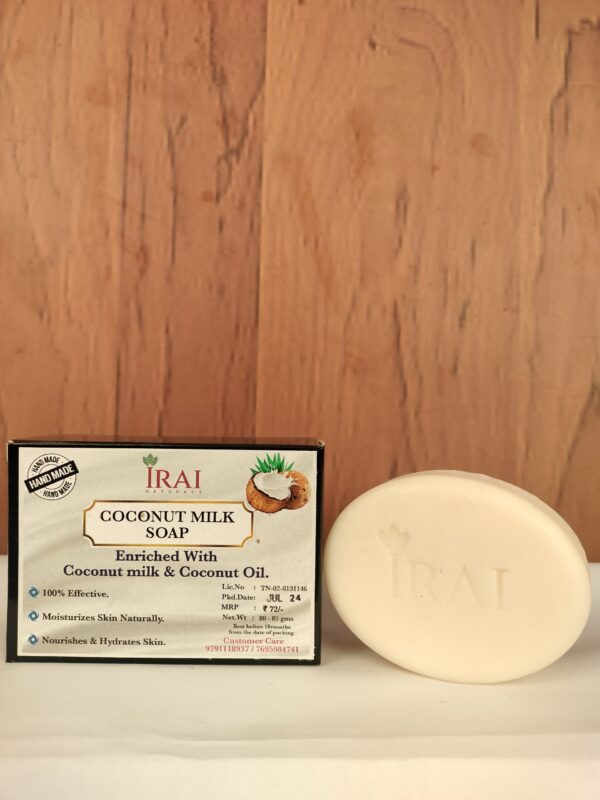 HAND MADE
HAND MADE
HAND MADE
IRAI
NATURALS
COCONUT MILK
SOAP
Enriched With
Coconut milk & Coconut Oil.
100% Effective.
Moisturizes Skin Naturally.
Nourishes & Hydrates Skin.
Lic.No : TN-02-0131146
Pkd.Date: JUL 24
MRP : ₹ 72/-
Net.Wt : 80 - 85 gms
Best before 18months
from the date of packing
Customer Care
9791118937 / 7695984741
IRAI